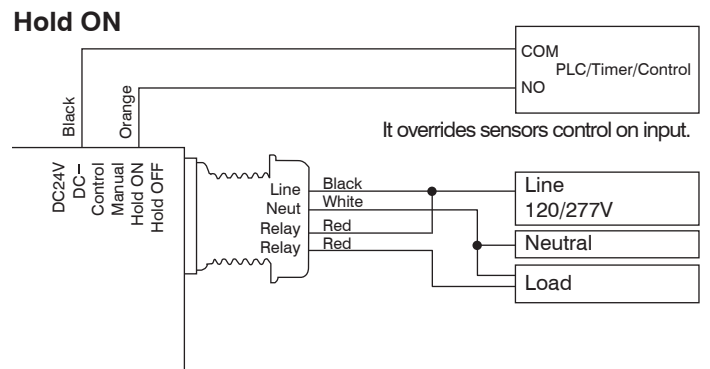 Hold ON
COM
PLC/Timer/Control
NO
Black
Orange
It overrides sensors control on input.
DC24V
DC−
Control
Manual
Hold ON
Hold OFF
Line
Neut
Relay
Relay
Black
White
Red
Red
Line
120/277V
Neutral
Load